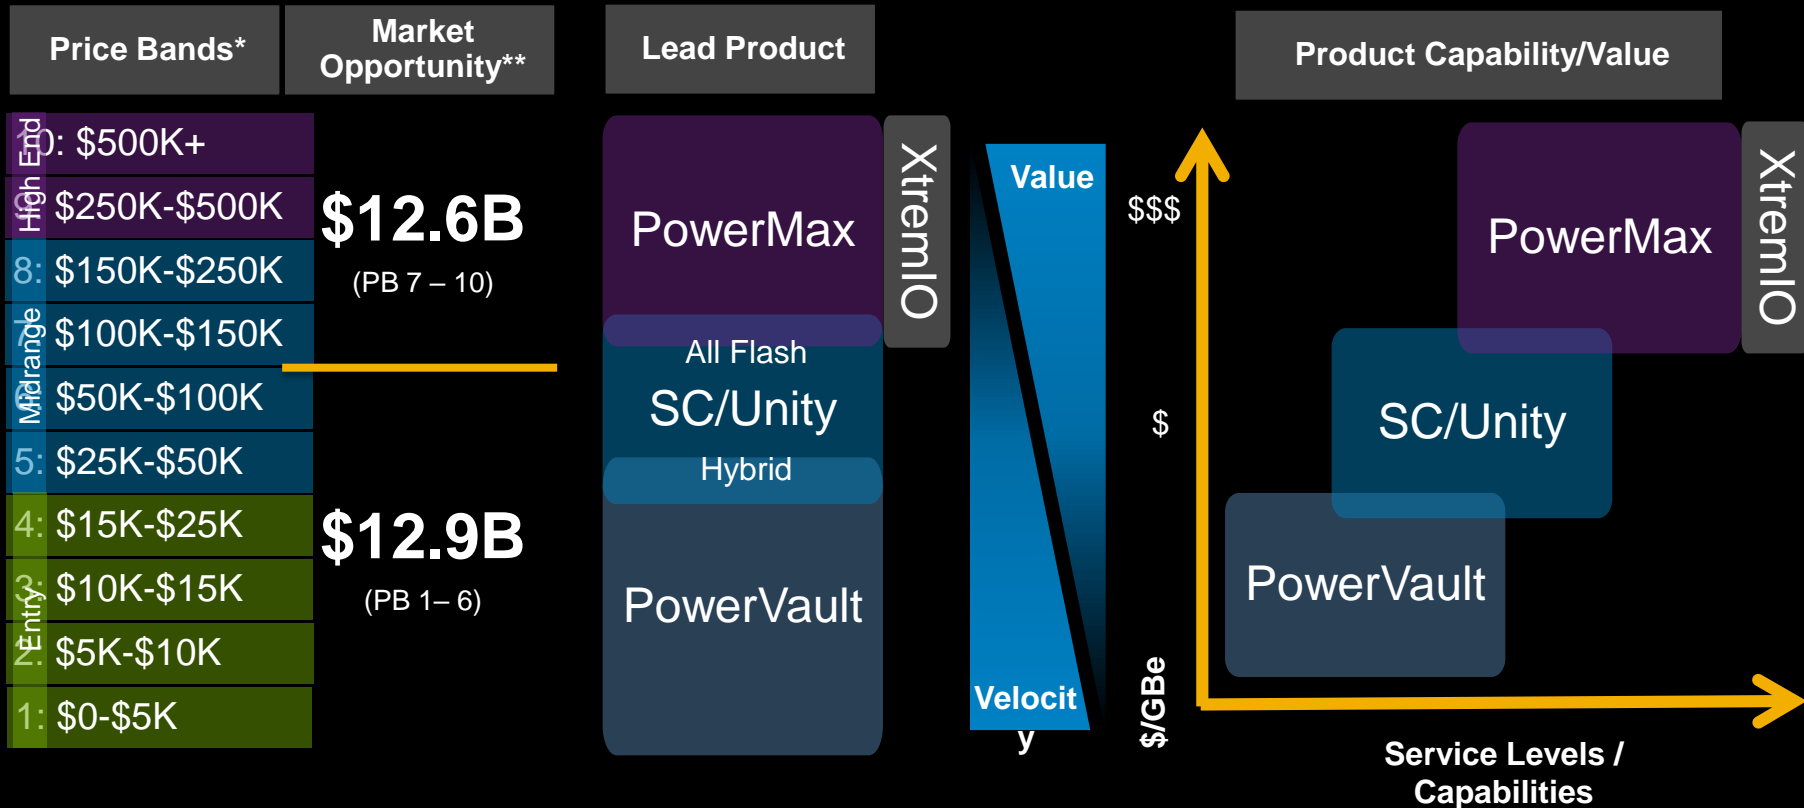 Price Bands*
Market
Opportunity**
Lead Product
Product Capability/Value
High End
Midrange
Entry
10: $500K+
9: $250K-$500K
8: $150K-$250K
7: $100K-$150K
6: $50K-$100K
5: $25K-$50K
4: $15K-$25K
3: $10K-$15K
2: $5K-$10K
1: $0-$5K
$12.6B
(PB 7 – 10)
$12.9B
(PB 1– 6)
PowerMax
XtremIO
All Flash
SC/Unity
Hybrid
PowerVault
Value
Velocit
y
$$$
$
$/GBe
PowerMax
XtremIO
SC/Unity
PowerVault
Service Levels /
Capabilities